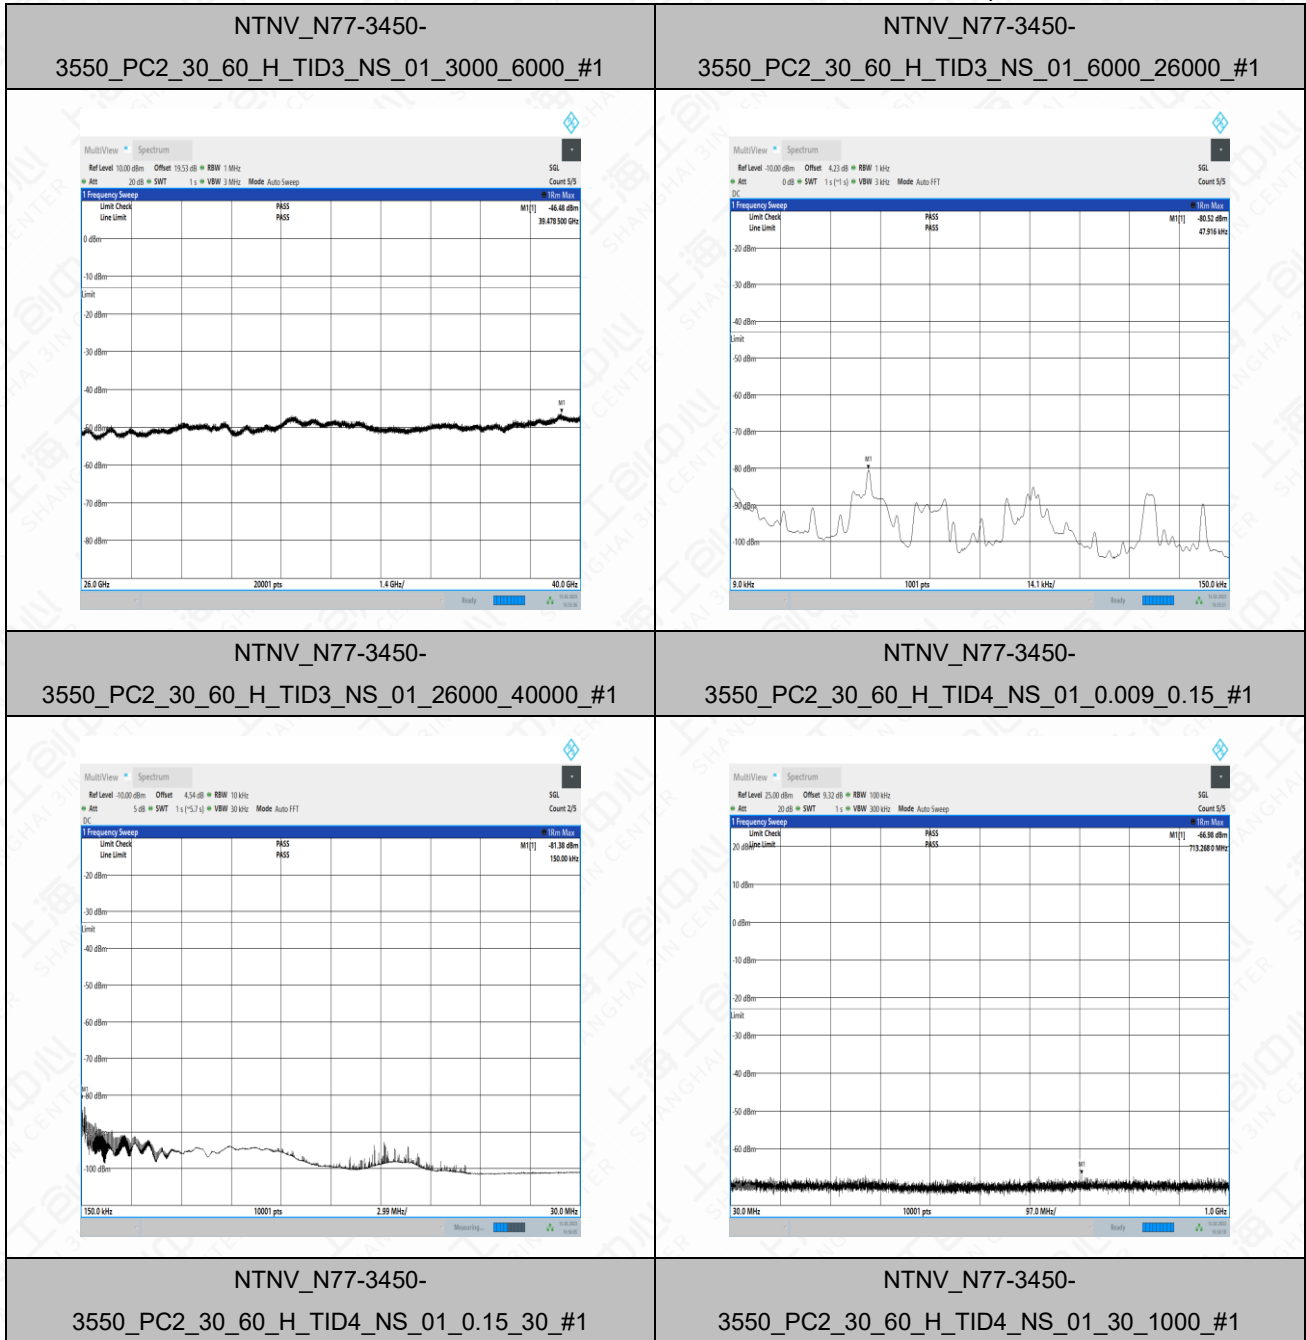 NTNV_N77-3450-
3550_PC2_30_60_H_TID3_NS_01_3000_6000_#1
NTNV_N77-3450-
3550_PC2_30_60_H_TID3_NS_01_6000_26000_#1
MultiView Spectrum
Ref Level 10.00 dBm Offset 19.53 dB RBW 1 MHz SGL
Att 20 dB SWT 1 s VBW 3 MHz Mode Auto Sweep Count 5/5
1 Frequency Sweep 1Rm Max
Limit Check PASS M1[1] -46.48 dBm
Line Limit PASS 39.478 500 GHz
0 dBm
-10 dBm
Limit
-20 dBm
-30 dBm
-40 dBm
M1
-50 dBm
-60 dBm
-70 dBm
-80 dBm
26.0 GHz 20001 pts 1.4 GHz/ 40.0 GHz
Ready
MultiView Spectrum
Ref Level -10.00 dBm Offset 4.23 dB RBW 1 kHz SGL
Att 0 dB SWT 1 s (~1 s) VBW 3 kHz Mode Auto FFT Count 5/5
DC
1 Frequency Sweep 1Rm Max
Limit Check PASS M1[1] -80.52 dBm
Line Limit PASS 47.916 kHz
-20 dBm
-30 dBm
-40 dBm
Limit
-50 dBm
-60 dBm
-70 dBm
M1
-80 dBm
-90 dBm
-100 dBm
9.0 kHz 1001 pts 14.1 kHz/ 150.0 kHz
Ready
NTNV_N77-3450-
3550_PC2_30_60_H_TID3_NS_01_26000_40000_#1
NTNV_N77-3450-
3550_PC2_30_60_H_TID4_NS_01_0.009_0.15_#1
MultiView Spectrum
Ref Level -10.00 dBm Offset 4.54 dB RBW 10 kHz SGL
Att 5 dB SWT 1 s (~5.7 s) VBW 30 kHz Mode Auto FFT Count 2/5
DC
1 Frequency Sweep 1Rm Max
Limit Check PASS M1[1] -81.38 dBm
Line Limit PASS 150.00 kHz
-20 dBm
-30 dBm
Limit
-40 dBm
-50 dBm
-60 dBm
-70 dBm
M1
-80 dBm
-100 dBm
150.0 kHz 10001 pts 2.99 MHz/ 30.0 MHz
Measuring...
MultiView Spectrum
Ref Level 25.00 dBm Offset 9.32 dB RBW 100 kHz SGL
Att 20 dB SWT 1 s VBW 300 kHz Mode Auto Sweep Count 5/5
1 Frequency Sweep 1Rm Max
Limit Check PASS M1[1] -66.98 dBm
20 dBm Line Limit PASS 713.268 0 MHz
10 dBm
0 dBm
-10 dBm
-20 dBm
Limit
-30 dBm
-40 dBm
-50 dBm
-60 dBm
M1
30.0 MHz 10001 pts 97.0 MHz/ 1.0 GHz
Ready
NTNV_N77-3450-
3550_PC2_30_60_H_TID4_NS_01_0.15_30_#1
NTNV_N77-3450-
3550_PC2_30_60_H_TID4_NS_01_30_1000_#1